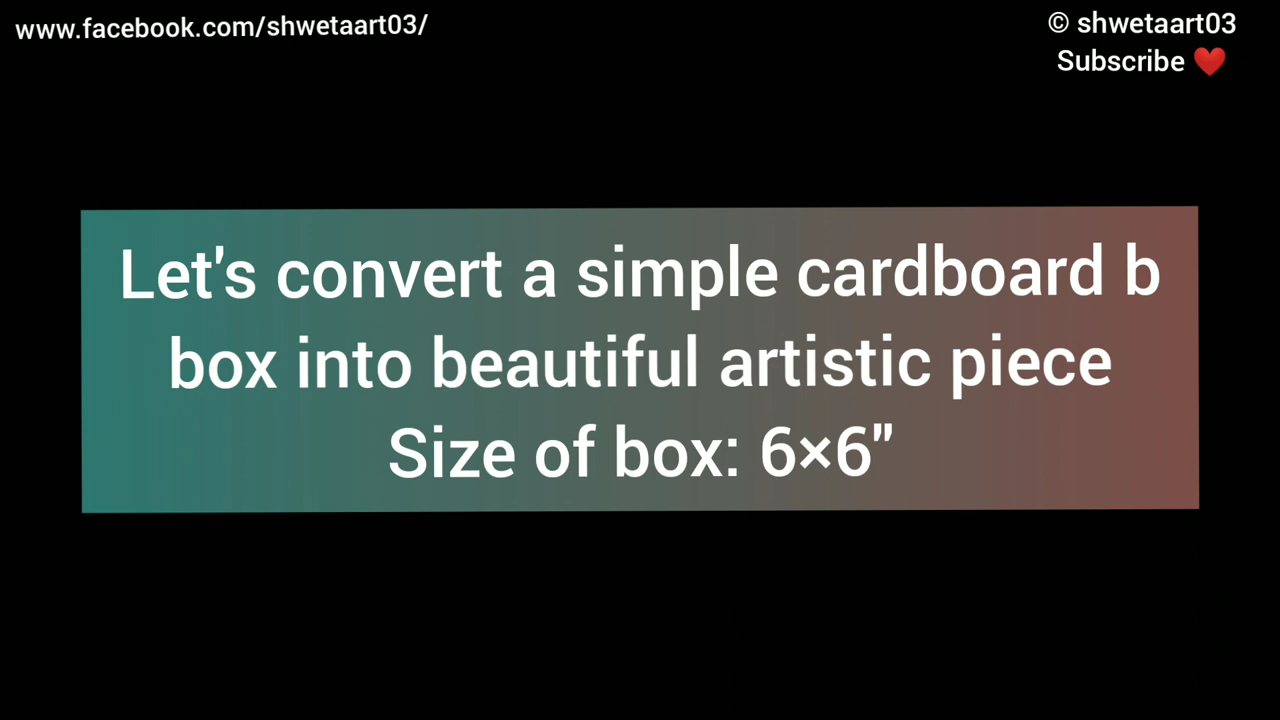 www.facebook.com/shwetaart03/
© shwetaart03
Subscribe ❤️
Let's convert a simple cardboard b
box into beautiful artistic piece
Size of box: 6×6"